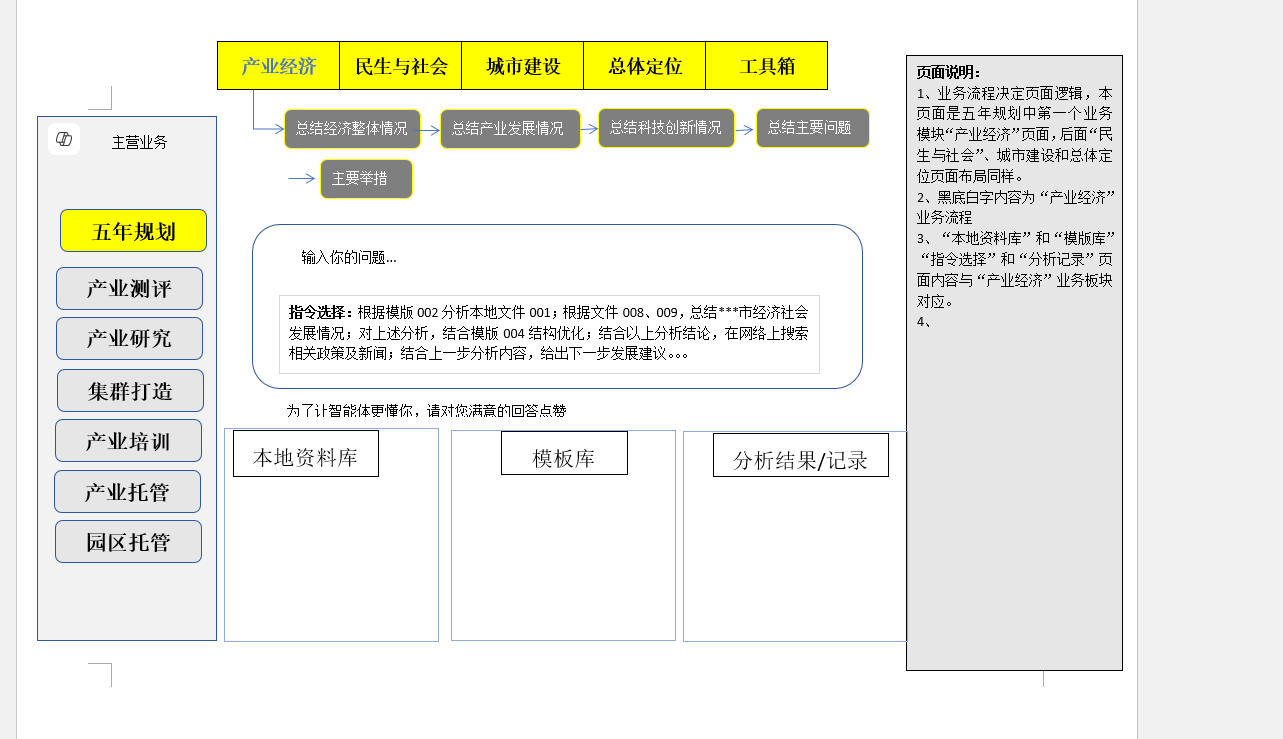 产业经济
民生与社会
城市建设
总体定位
工具箱
总结经济整体情况
总结产业发展情况
总结科技创新情况
总结主要问题
主要举措
主营业务
五年规划
产业测评
产业研究
集群打造
产业培训
产业托管
园区托管
输入你的问题...
指令选择：根据模版 002 分析本地文件 001；根据文件 008、009，总结***市经济社会
发展情况；对上述分析，结合模版 004 结构优化；结合以上分析结论，在网络上搜索
相关政策及新闻；结合上一步分析内容，给出下一步发展建议。。。
为了让智能体更懂你，请对您满意的回答点赞
本地资料库
模板库
分析结果/记录
页面说明：
1、业务流程决定页面逻辑，本
页面是五年规划中第一个业务
模块“产业经济”页面，后面“民
生与社会”、城市建设和总体定
位页面布局同样。
2、黑底白字内容为“产业经济”
业务流程
3、“本地资料库”和“模版库”
“指令选择”和“分析记录”页
面内容与“产业经济”业务板块
对应。
4、